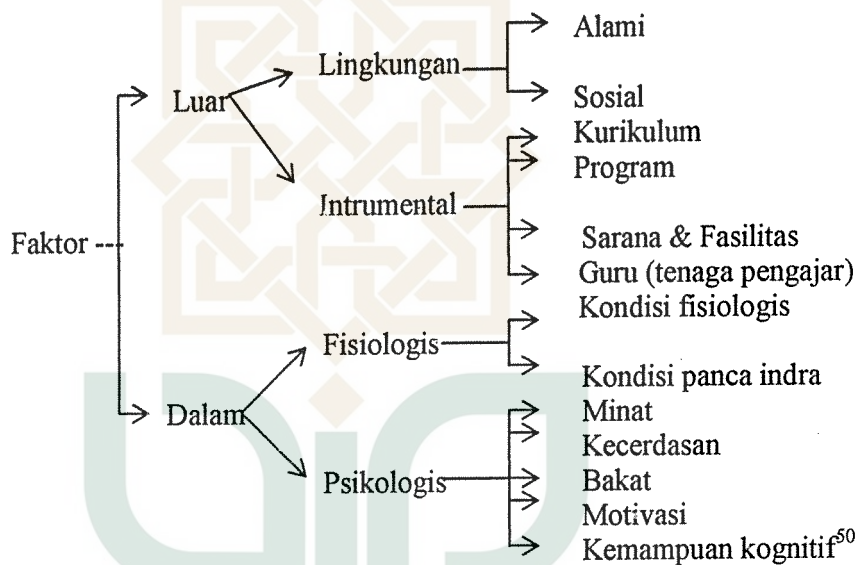 Alami
Lingkungan
Luar
Sosial
Kurikulum
Program
Intrumental
Sarana & Fasilitas
Faktor
Guru (tenaga pengajar)
Kondisi fisiologis
Fisiologis
Kondisi panca indra
Dalam
Minat
Kecerdasan
Psikologis
Bakat
Motivasi
Kemampuan kognitif⁵⁰